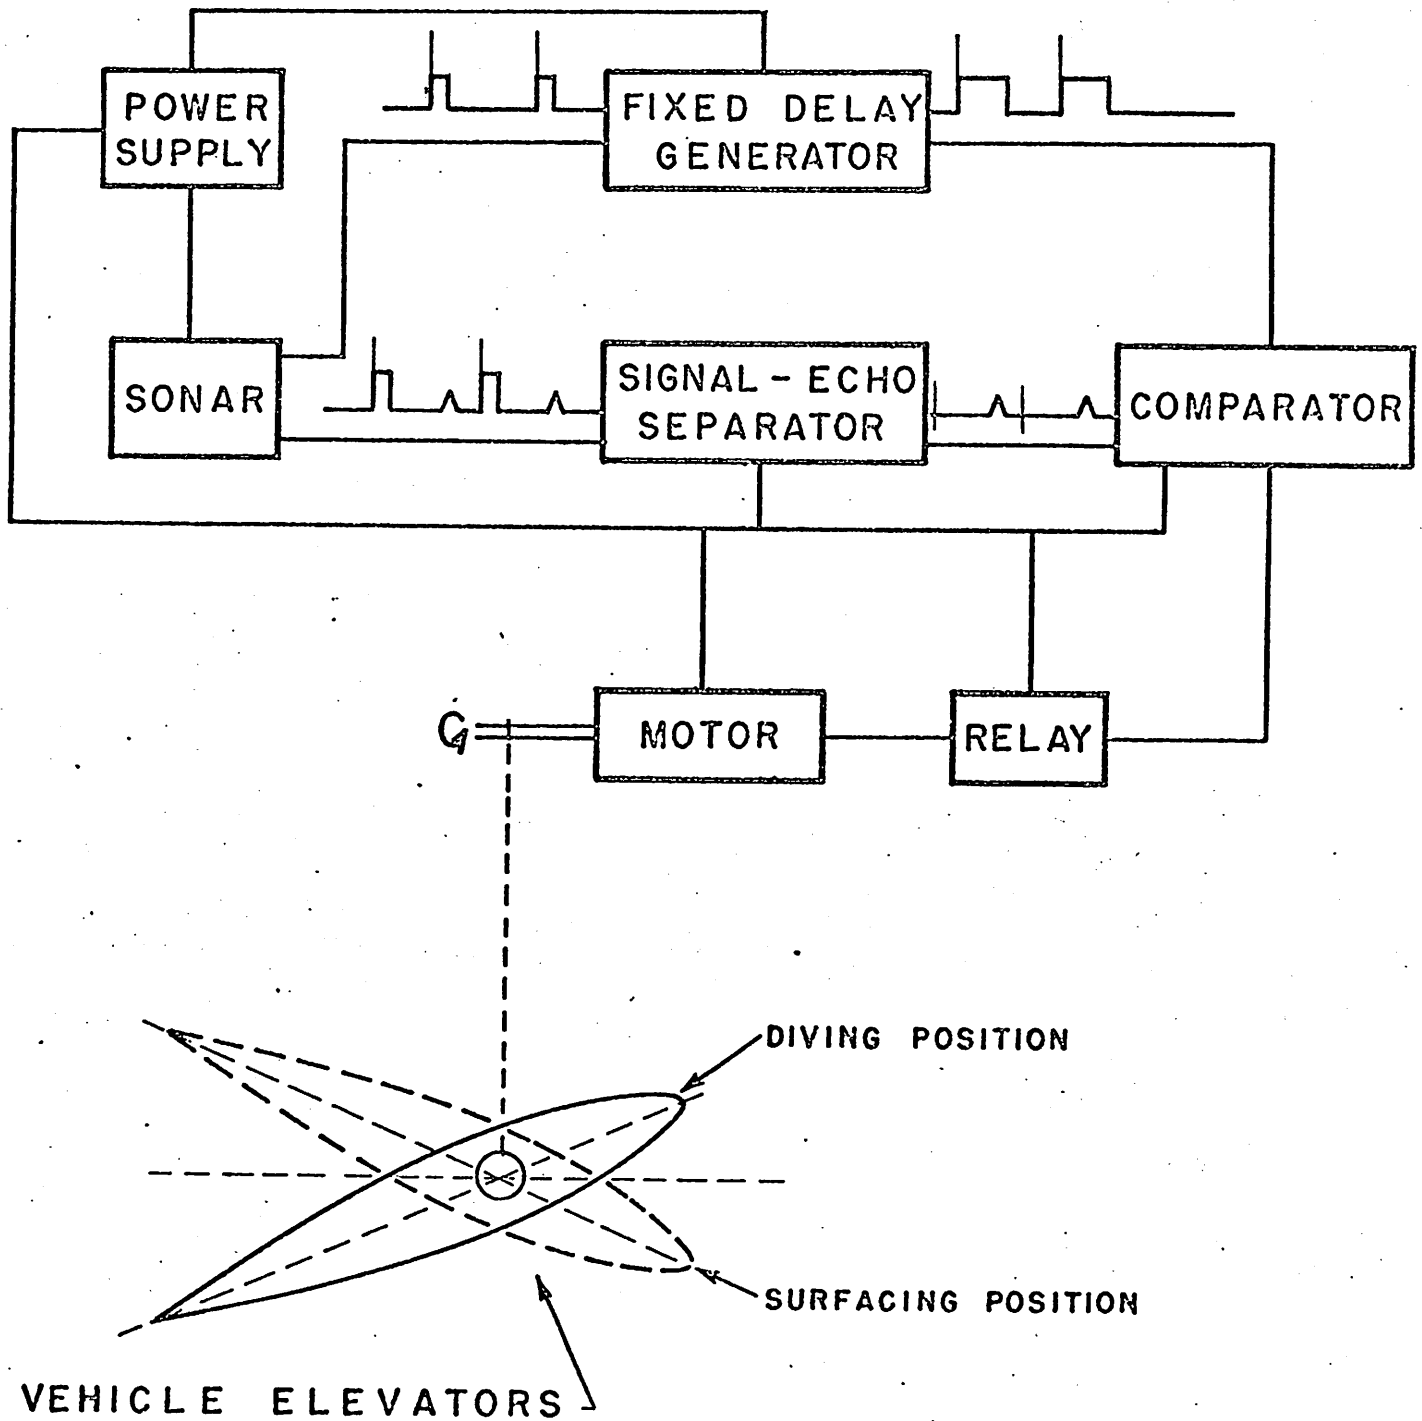 POWER
SUPPLY
FIXED DELAY
GENERATOR
SONAR
SIGNAL - ECHO
SEPARATOR
COMPARATOR
MOTOR
RELAY
DIVING POSITION
SURFACING POSITION
VEHICLE ELEVATORS